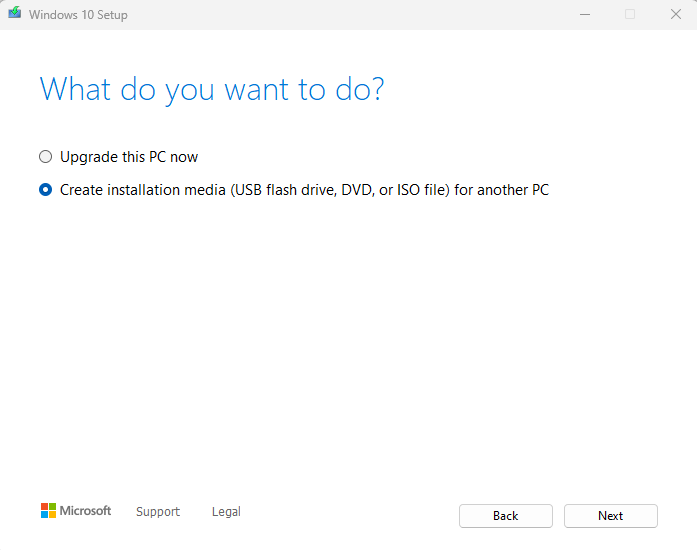 Windows 10 Setup
What do you want to do?
Upgrade this PC now
Create installation media (USB flash drive, DVD, or ISO file) for another PC
Microsoft Support Legal Back Next